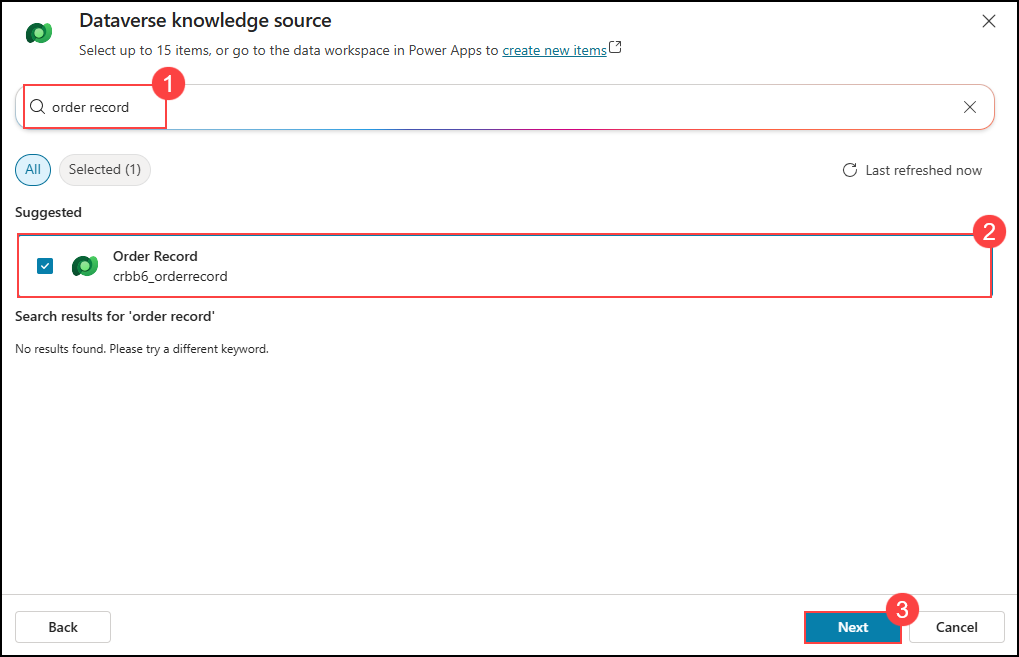 Dataverse knowledge source
Select up to 15 items, or go to the data workspace in Power Apps to create new items
1
order record
All
Selected (1)
Last refreshed now
Suggested
2
Order Record
crbb6_orderrecord
Search results for 'order record'
No results found. Please try a different keyword.
3
Back
Next
Cancel